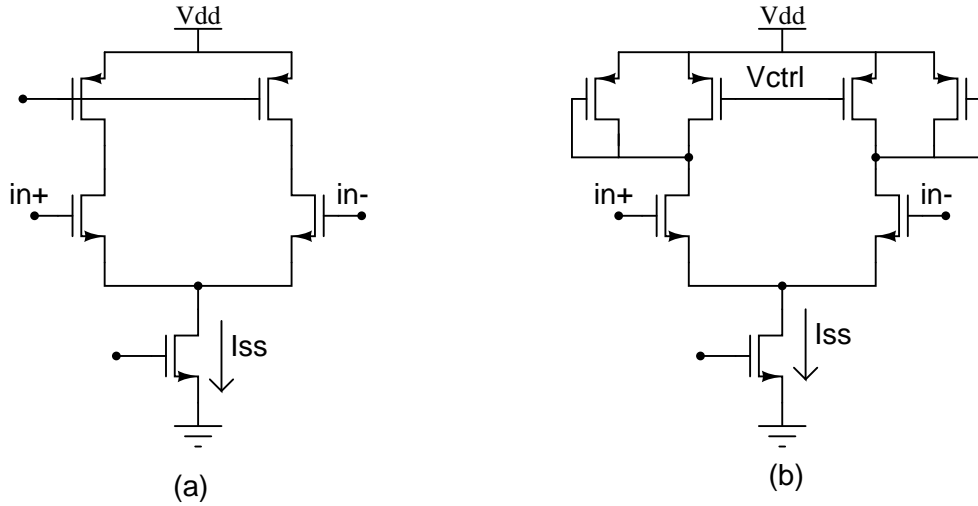 Vdd
in+
in-
Iss
(a)
Vdd
Vctrl
in+
in-
Iss
(b)